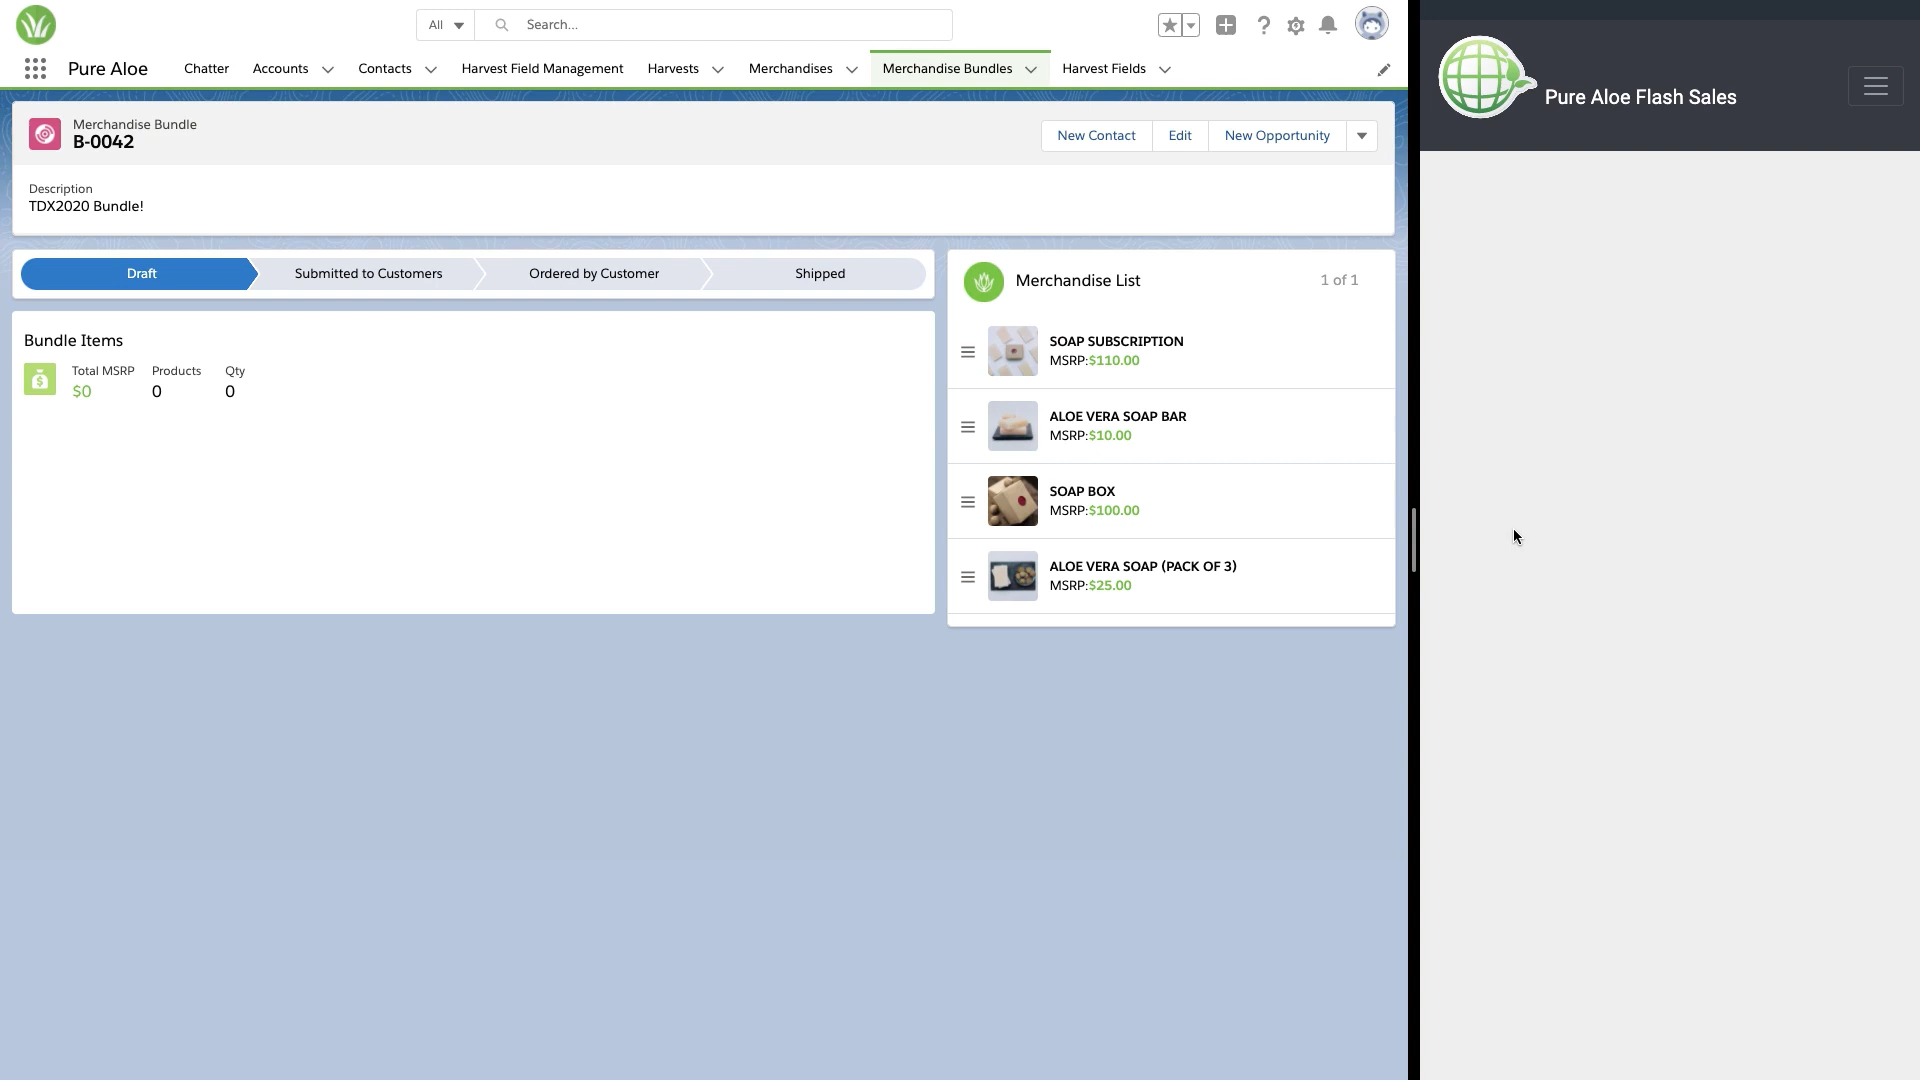 All
Search...
Pure Aloe
Chatter
Accounts
Contacts
Harvest Field Management
Harvests
Merchandises
Merchandise Bundles
Harvest Fields
Merchandise Bundle
B-0042
New Contact
Edit
New Opportunity
Description
TDX2020 Bundle!
Draft
Submitted to Customers
Ordered by Customer
Shipped
Bundle Items
Total MSRP
Products
Qty
$0
0
0
Merchandise List
1 of 1
SOAP SUBSCRIPTION
MSRP:$110.00
ALOE VERA SOAP BAR
MSRP:$10.00
SOAP BOX
MSRP:$100.00
ALOE VERA SOAP (PACK OF 3)
MSRP:$25.00
Pure Aloe Flash Sales